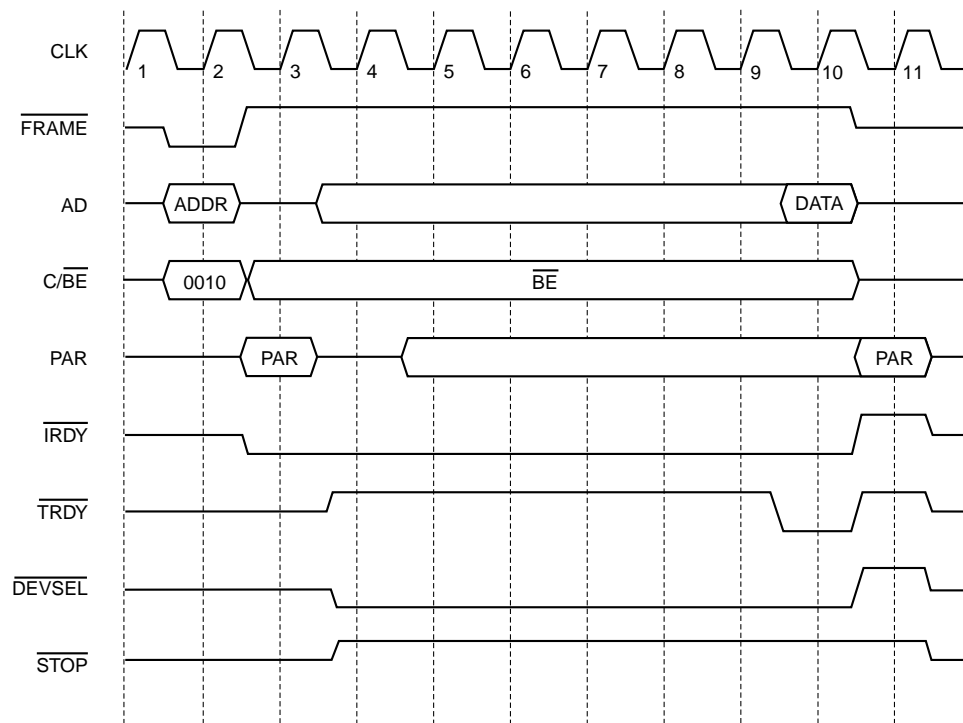 CLK
1 2 3 4 5 6 7 8 9 10 11
FRAME
AD ADDR DATA
C/BE 0010 BE
PAR PAR PAR
IRDY
TRDY
DEVSEL
STOP